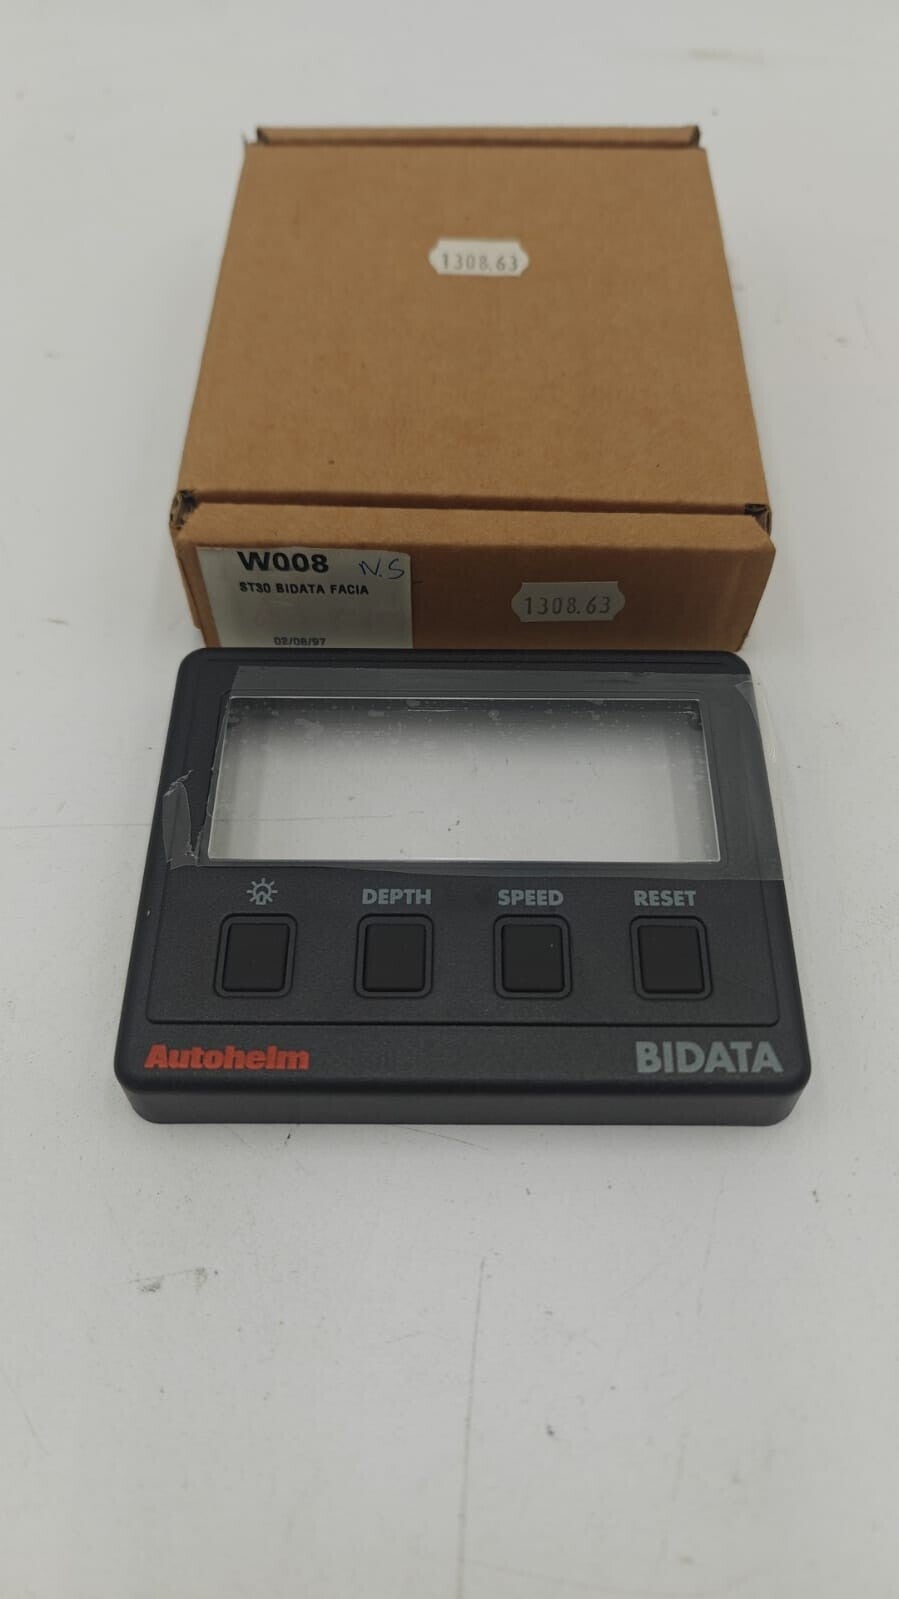 1308.63
W008 N.S
ST30 BIDATA FACIA
1308.63
02/08/97
DEPTH SPEED RESET
Autohelm BIDATA